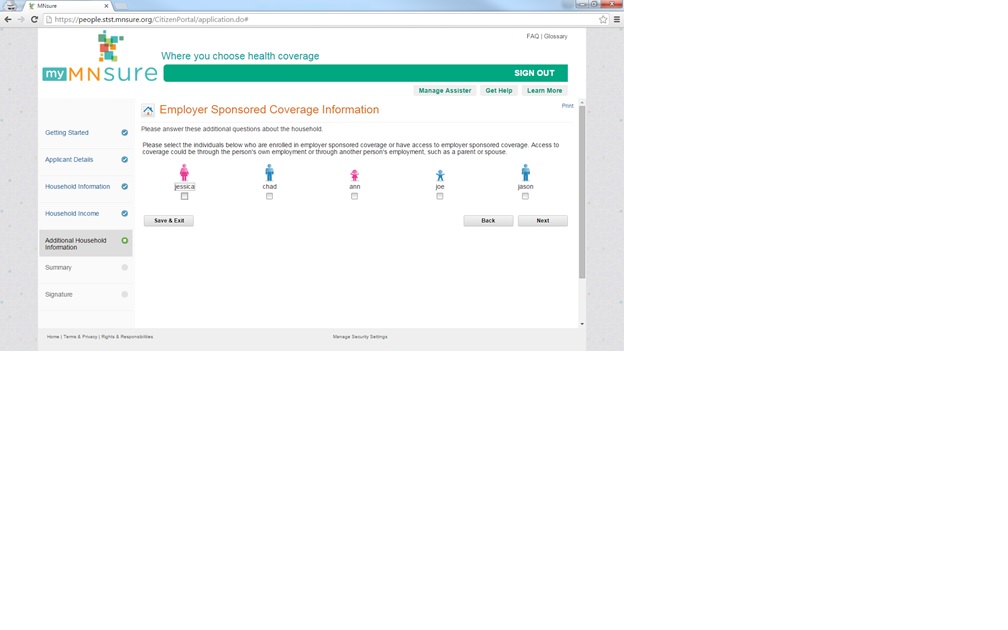 MNsure
https://people.stst.mnsure.org/CitizenPortal/application.do#
FAQ | Glossary
Where you choose health coverage
my MNsure
SIGN OUT
Manage Assister Get Help Learn More
Print
Employer Sponsored Coverage Information
Please answer these additional questions about the household.
Please select the individuals below who are enrolled in employer sponsored coverage or have access to employer sponsored coverage. Access to
coverage could be through the person's own employment or through another person's employment, such as a parent or spouse.
jessica chad ann joe jason
Save & Exit Back Next
Getting Started
Applicant Details
Household Information
Household Income
Additional Household
Information
Summary
Signature
Home | Terms & Privacy | Rights & Responsibilities
Manage Security Settings